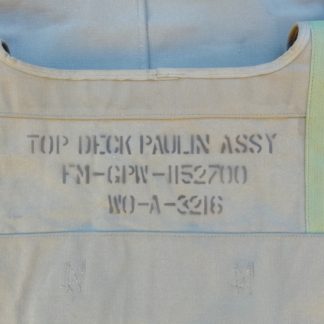 TOP DECK PAULIN ASSY
FM-GPW-1152700
WO-A-3216